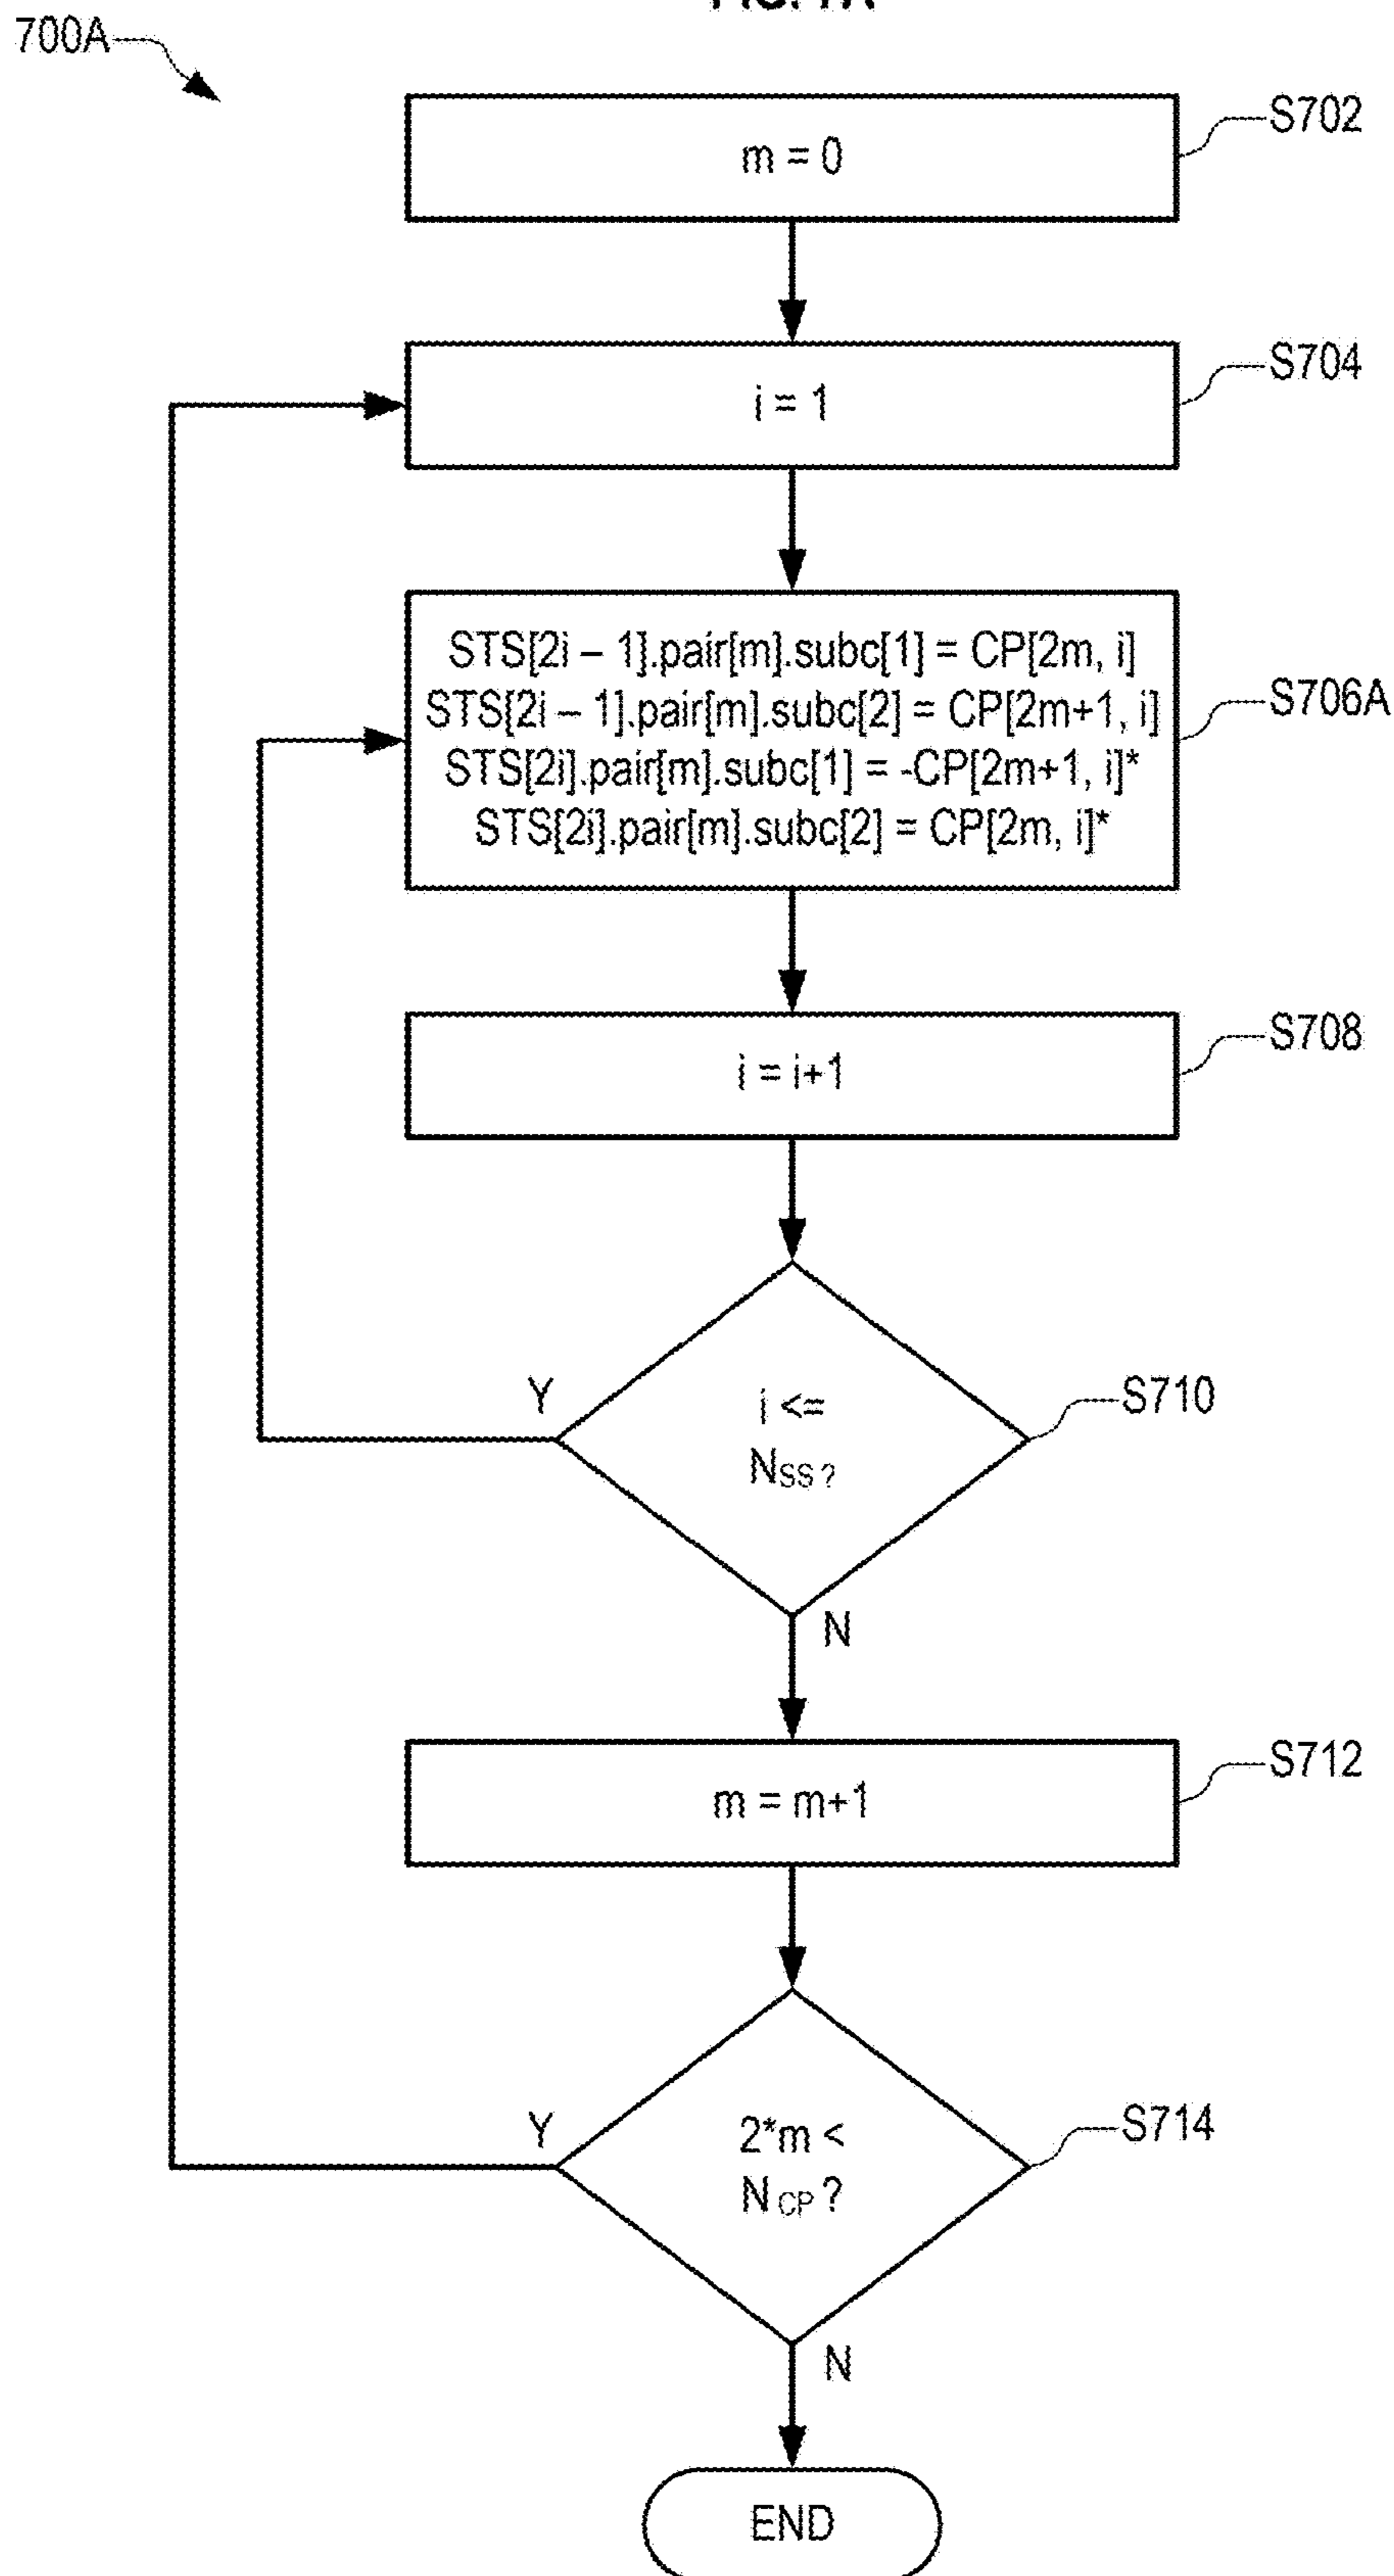 700A
m = 0
S702
i = 1
S704
STS[2i – 1].pair[m].subc[1] = CP[2m, i]
STS[2i – 1].pair[m].subc[2] = CP[2m+1, i]
STS[2i].pair[m].subc[1] = -CP[2m+1, i]*
STS[2i].pair[m].subc[2] = CP[2m, i]*
S706A
i = i+1
S708
Y
i <=
NSS ?
S710
N
m = m+1
S712
Y
2*m <
NCP ?
S714
N
END